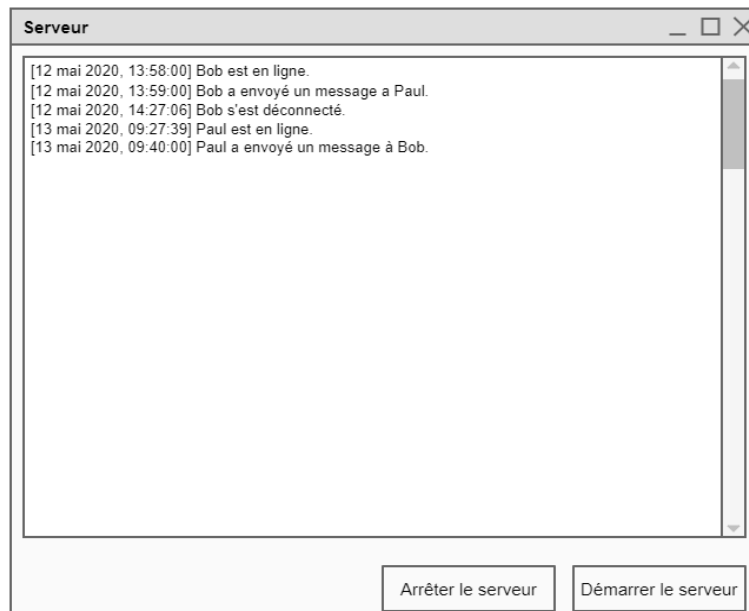 Serveur
[12 mai 2020, 13:58:00] Bob est en ligne.
[12 mai 2020, 13:59:00] Bob a envoyé un message a Paul.
[12 mai 2020, 14:27:06] Bob s'est déconnecté.
[13 mai 2020, 09:27:39] Paul est en ligne.
[13 mai 2020, 09:40:00] Paul a envoyé un message à Bob.
Arrêter le serveur
Démarrer le serveur